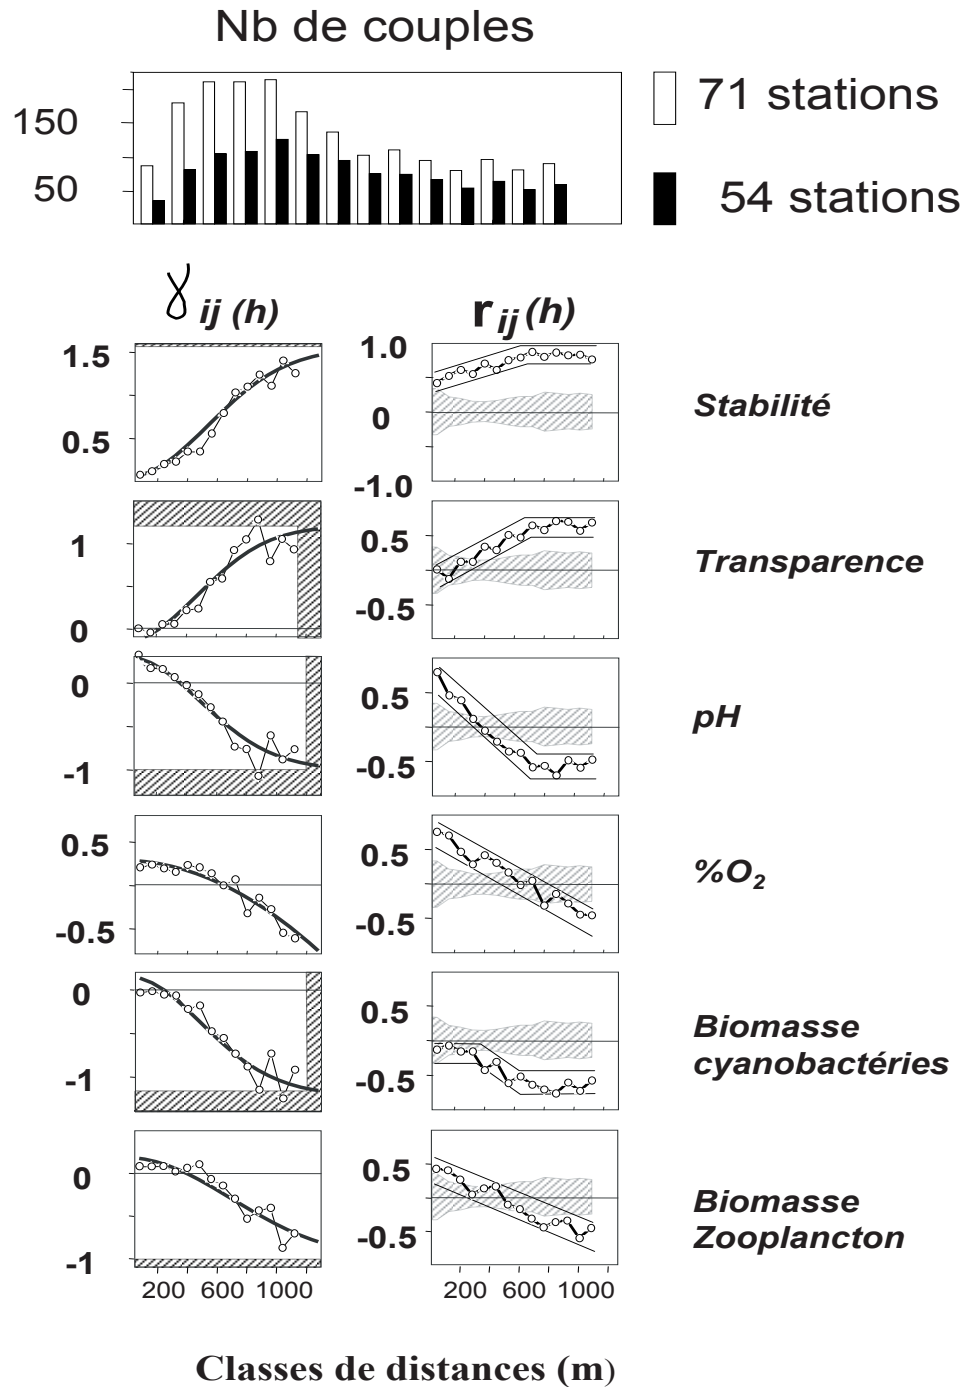 Nb de couples
150
50
71 stations
54 stations
γ ij (h)
r ij (h)
1.5
0.5
1.0
0
-1.0
Stabilité
1
0
0.5
-0.5
Transparence
0
-1
0.5
-0.5
pH
0.5
-0.5
0.5
-0.5
%O2
0
-1
0.5
-0.5
Biomasse
cyanobactéries
0
-1
0.5
-0.5
Biomasse
Zooplancton
200 600 1000
200 600 1000
Classes de distances (m)